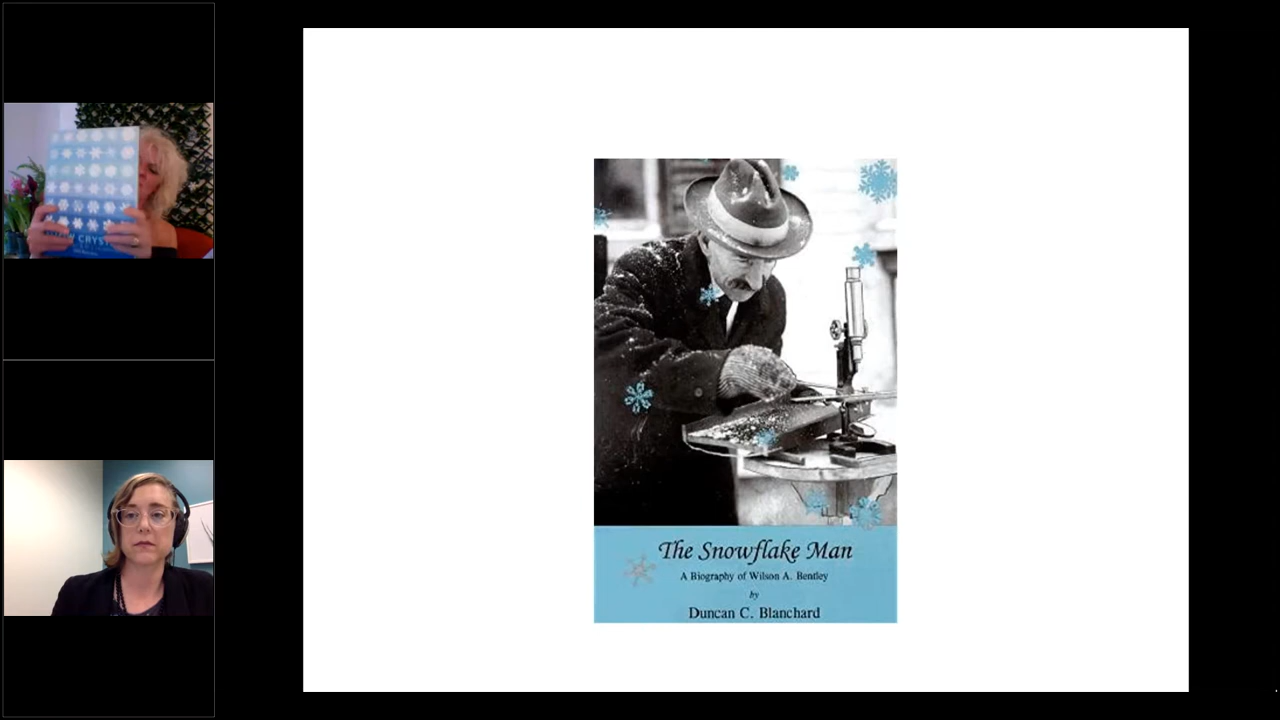 CRYST
The Snowflake Man
A Biography of Wilson A. Bentley
by
Duncan C. Blanchard